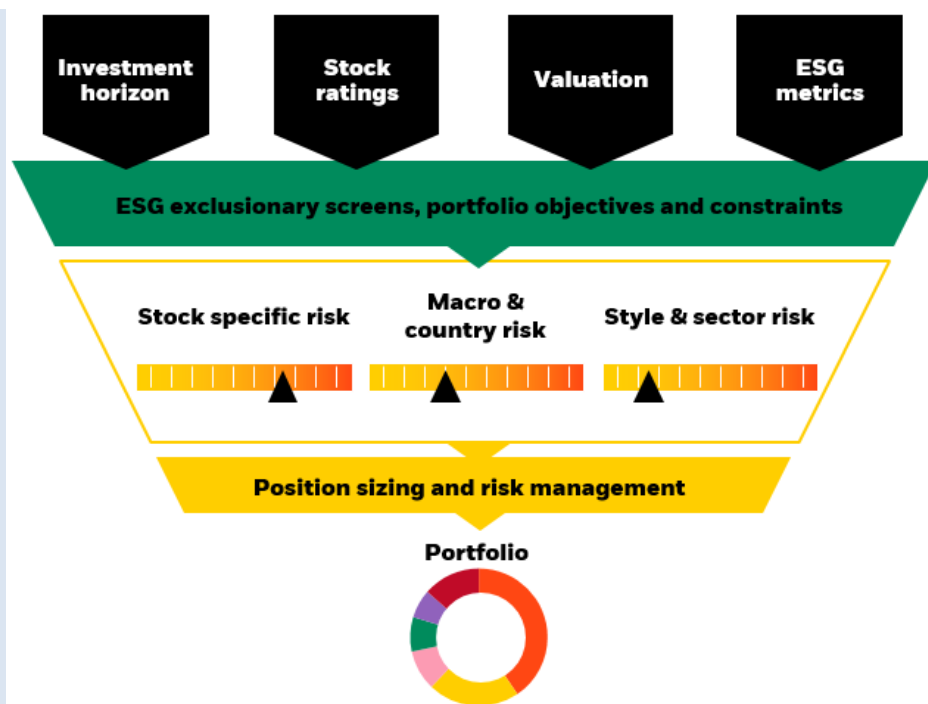 Investment
horizon
Stock
ratings
Valuation
ESG
metrics
ESG exclusionary screens, portfolio objectives and constraints
Stock specific risk
Macro &
country risk
Style & sector risk
Position sizing and risk management
Portfolio